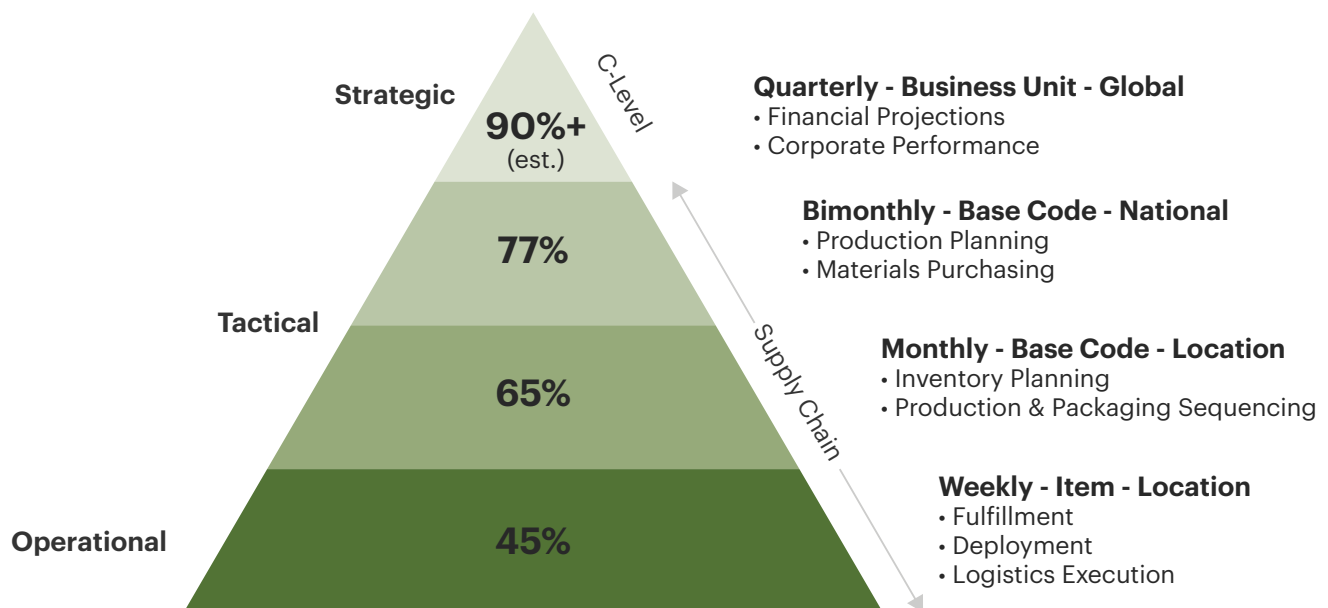 Strategic
C-Level
90%+
(est.)
Quarterly - Business Unit - Global
• Financial Projections
• Corporate Performance
77%
Bimonthly - Base Code - National
• Production Planning
• Materials Purchasing
Tactical
Supply Chain
65%
Monthly - Base Code - Location
• Inventory Planning
• Production & Packaging Sequencing
Operational
45%
Weekly - Item - Location
• Fulfillment
• Deployment
• Logistics Execution